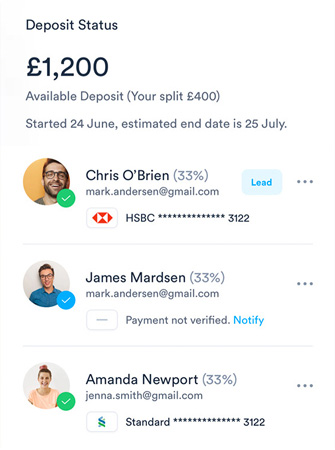 Deposit Status
£1,200
Available Deposit (Your split £400)
Started 24 June, estimated end date is 25 July.
Chris O’Brien (33%)
mark.andersen@gmail.com
Lead
HSBC ************** 3122
James Mardsen (33%)
mark.andersen@gmail.com
Payment not verified. Notify
Amanda Newport (33%)
jenna.smith@gmail.com
Standard ************** 3122